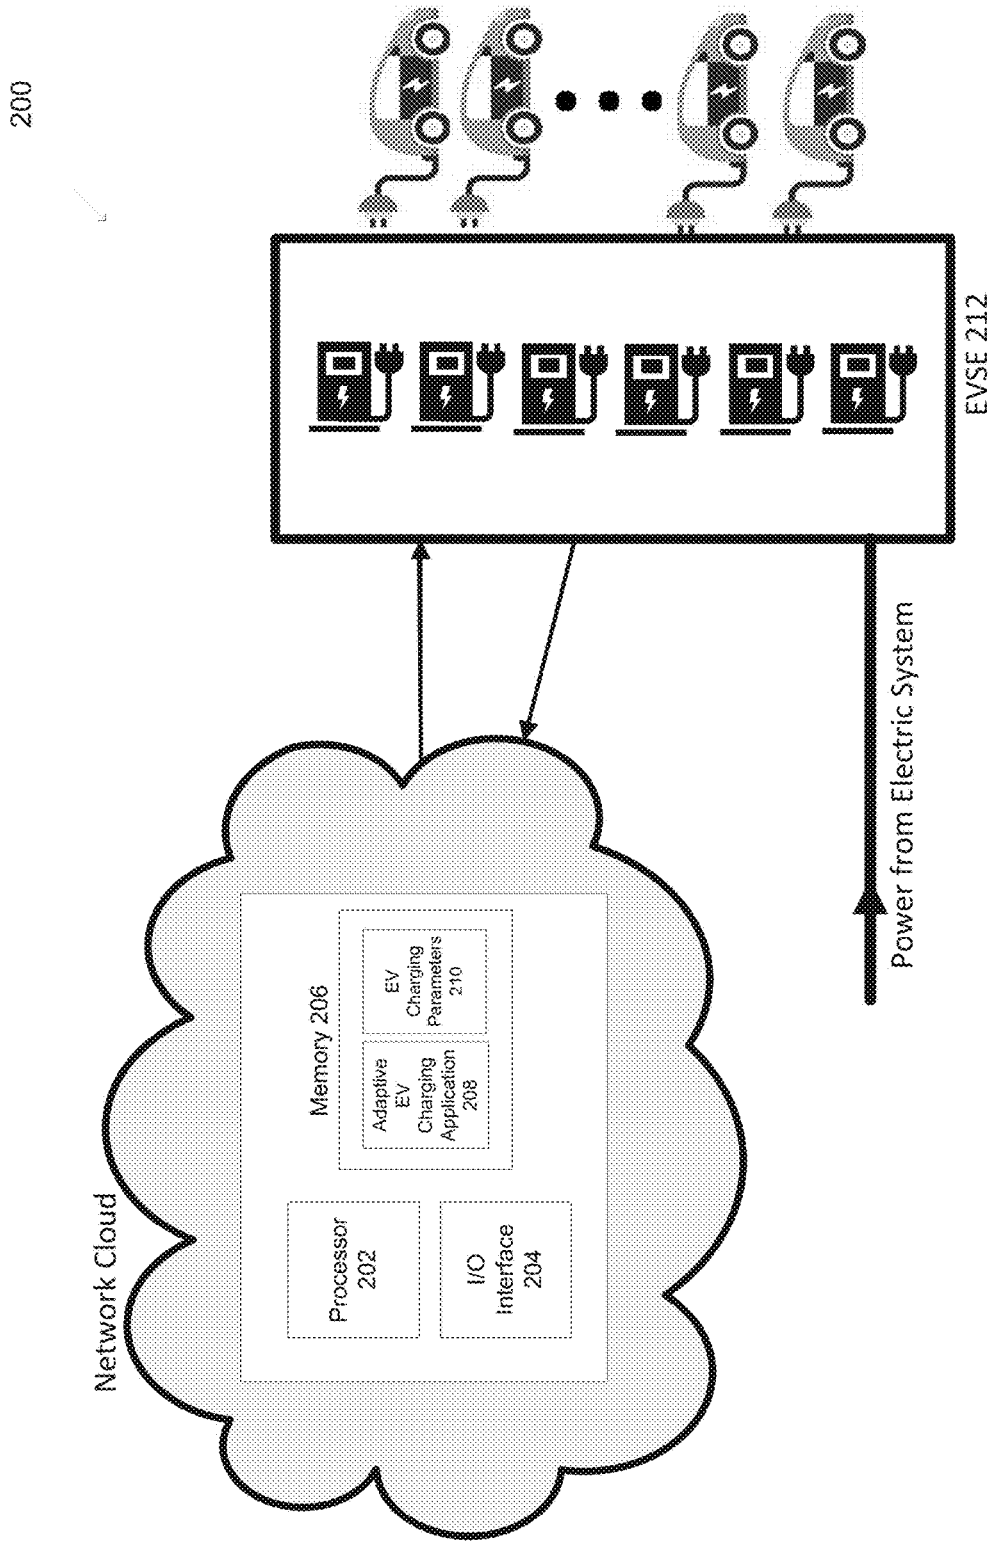 200
Network Cloud
Processor
202
I/O
Interface
204
Memory 206
Adaptive
EV
Charging
Application
208
EV
Charging
Parameters
210
Power from Electric System
EVSE 212